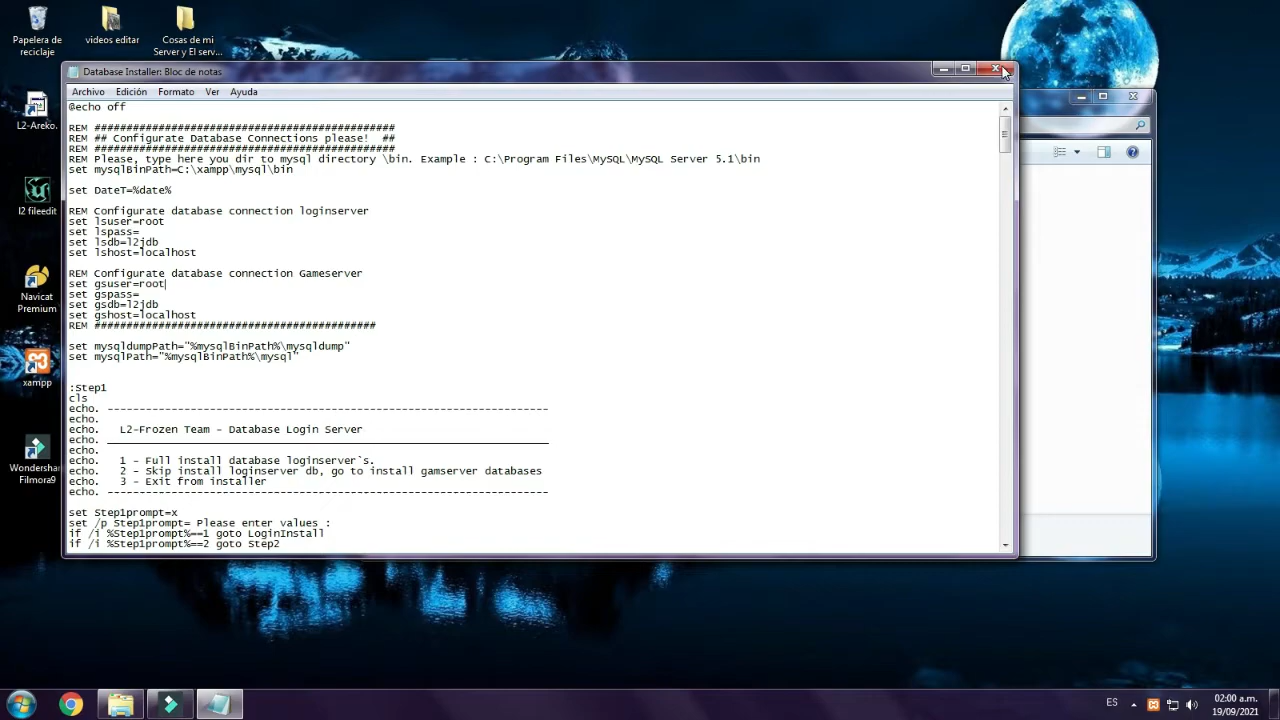 Papelera de
reciclaje
videos editar
Cosas de mi
Server y El serv...
L2-Areko.
l2 fileedit
Navicat
Premium
xampp
Wondershar
Filmora9
Database Installer: Bloc de notas
Archivo Edición Formato Ver Ayuda
@echo off
REM ###############################################
REM ## Configurate Database Connections please!  ##
REM ###############################################
REM Please, type here you dir to mysql directory \bin. Example : C:\Program Files\MySQL\MySQL Server 5.1\bin
set mysqlBinPath=C:\xampp\mysql\bin
set DateT=%date%
REM Configurate database connection loginserver
set lsuser=root
set lspass=
set lsdb=l2jdb
set lshost=localhost
REM Configurate database connection Gameserver
set gsuser=root
set gspass=
set gsdb=l2jdb
set gshost=localhost
REM ############################################
set mysqldumpPath="%mysqlBinPath%\mysqldump"
set mysqlPath="%mysqlBinPath%\mysql"
:Step1
cls
echo. ---------------------------------------------------------------------
echo.
echo.   L2-Frozen Team - Database Login Server
echo. _____________________________________________________________________
echo.
echo.   1 - Full install database loginserver`s.
echo.   2 - Skip install loginserver db, go to install gamserver databases
echo.   3 - Exit from installer
echo. ---------------------------------------------------------------------
set Step1prompt=x
set /p Step1prompt= Please enter values :
if /i %Step1prompt%==1 goto LoginInstall
if /i %Step1prompt%==2 goto Step2
ES
02:00 a.m.
19/09/2021